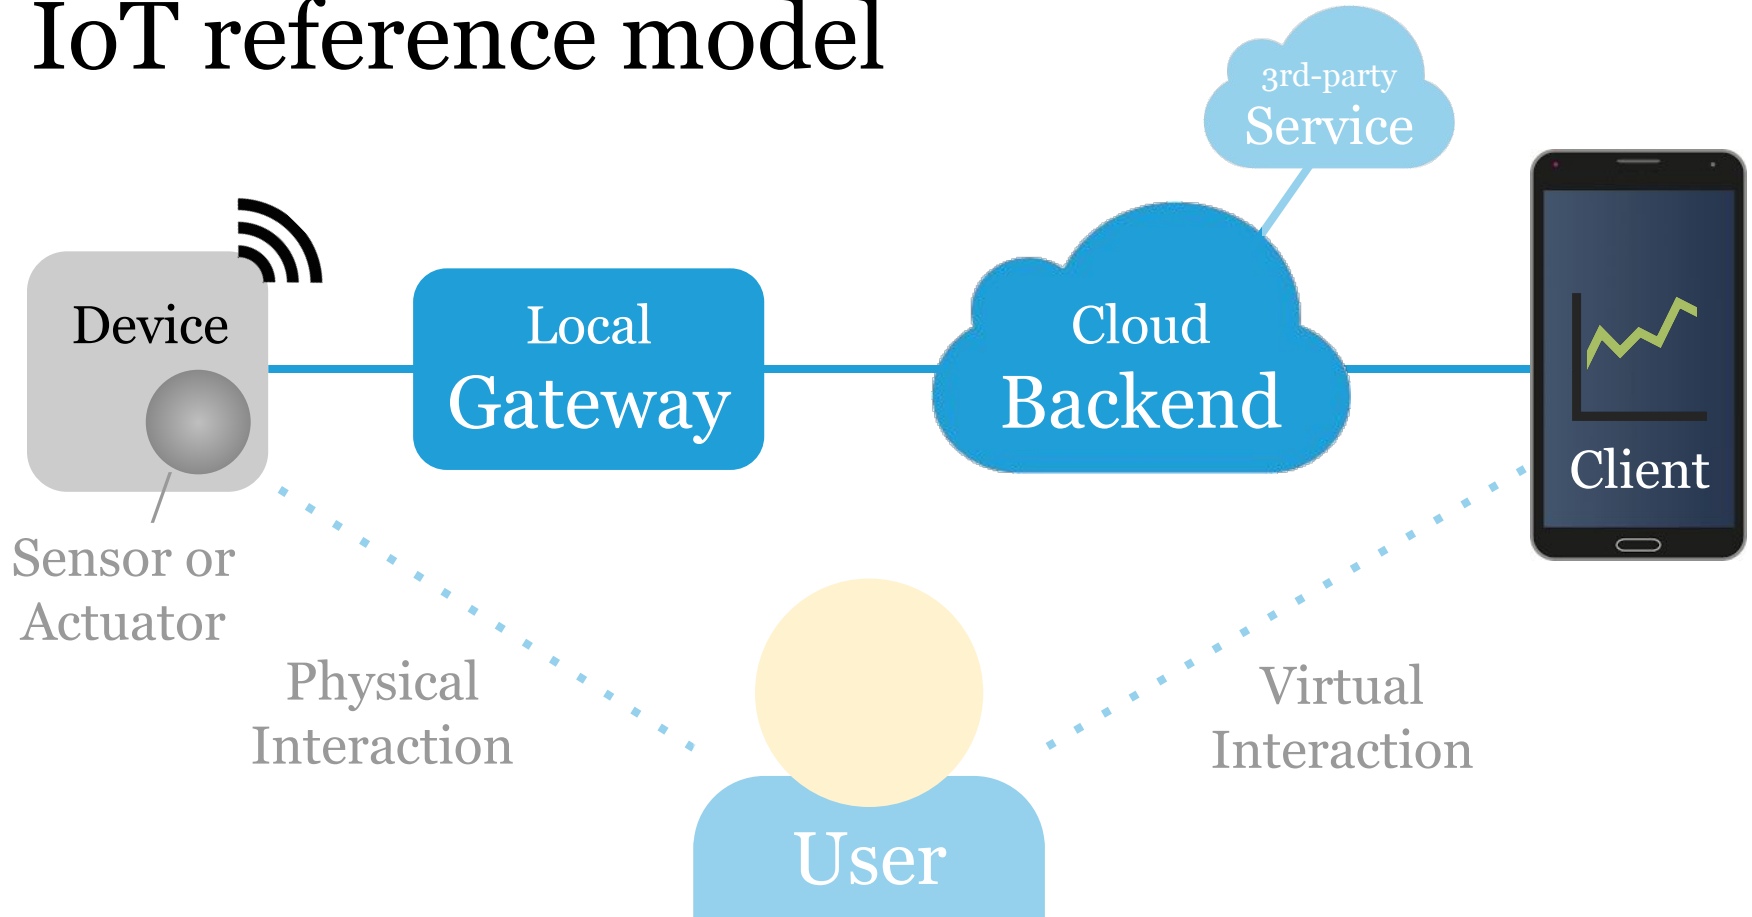 IoT reference model
3rd-party
Service
Device
Local
Gateway
Cloud
Backend
Client
Sensor or
Actuator
Physical
Interaction
Virtual
Interaction
User